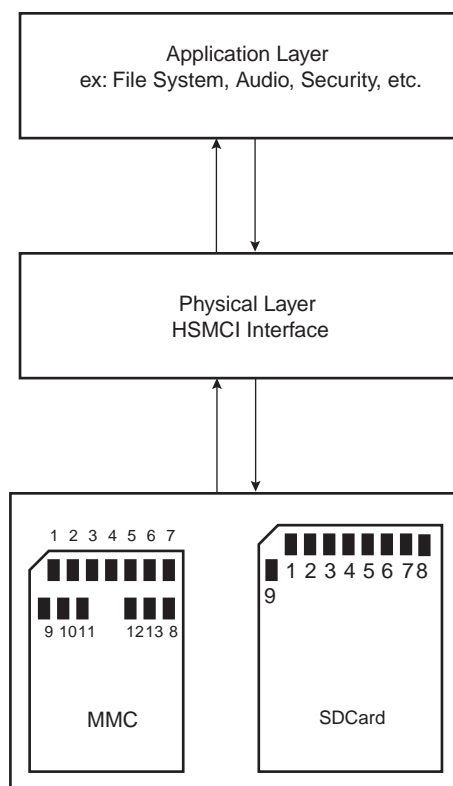 Application Layer
ex: File System, Audio, Security, etc.
Physical Layer
HSMCI Interface
1 2 3 4 5 6 7
9 10 11 12 13 8
MMC
1 2 3 4 5 6 7 8
9
SDCard